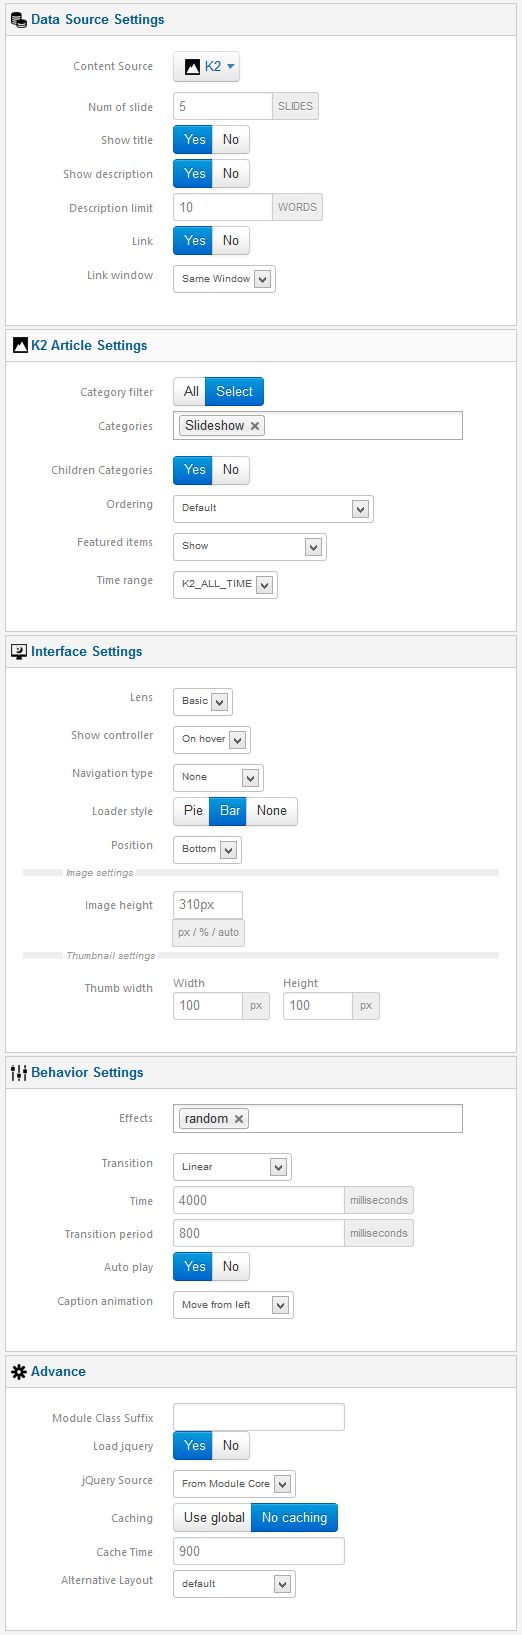 Data Source Settings
Content Source K2
Num of slide 5 SLIDES
Show title Yes No
Show description Yes No
Description limit 10 WORDS
Link Yes No
Link window Same Window
K2 Article Settings
Category filter All Select
Categories Slideshow
Children Categories Yes No
Ordering Default
Featured items Show
Time range K2_ALL_TIME
Interface Settings
Lens Basic
Show controller On hover
Navigation type None
Loader style Pie Bar None
Position Bottom
Image settings
Image height 310px
px / % / auto
Thumbnail settings
Width Height
Thumb width 100 px 100 px
Behavior Settings
Effects random
Transition Linear
Time 4000 milliseconds
Transition period 800 milliseconds
Auto play Yes No
Caption animation Move from left
Advance
Module Class Suffix
Load jquery Yes No
jQuery Source From Module Core
Caching Use global No caching
Cache Time 900
Alternative Layout default